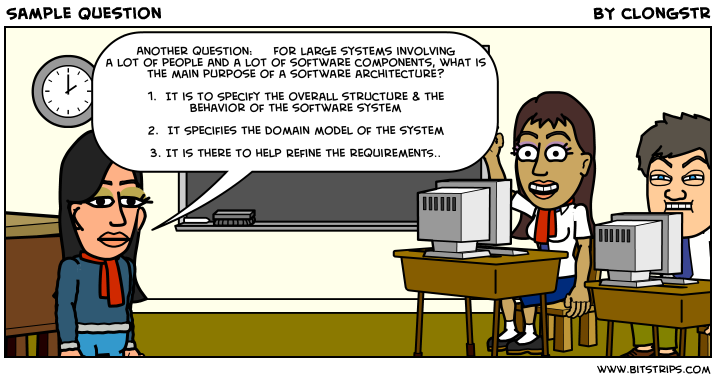 SAMPLE QUESTION
BY CLONGSTR
ANOTHER QUESTION: FOR LARGE SYSTEMS INVOLVING
A LOT OF PEOPLE AND A LOT OF SOFTWARE COMPONENTS, WHAT IS
THE MAIN PURPOSE OF A SOFTWARE ARCHITECTURE?
1. IT IS TO SPECIFY THE OVERALL STRUCTURE & THE
BEHAVIOR OF THE SOFTWARE SYSTEM
2. IT SPECIFIES THE DOMAIN MODEL OF THE SYSTEM
3. IT IS THERE TO HELP REFINE THE REQUIREMENTS..
WWW.BITSTRIPS.COM